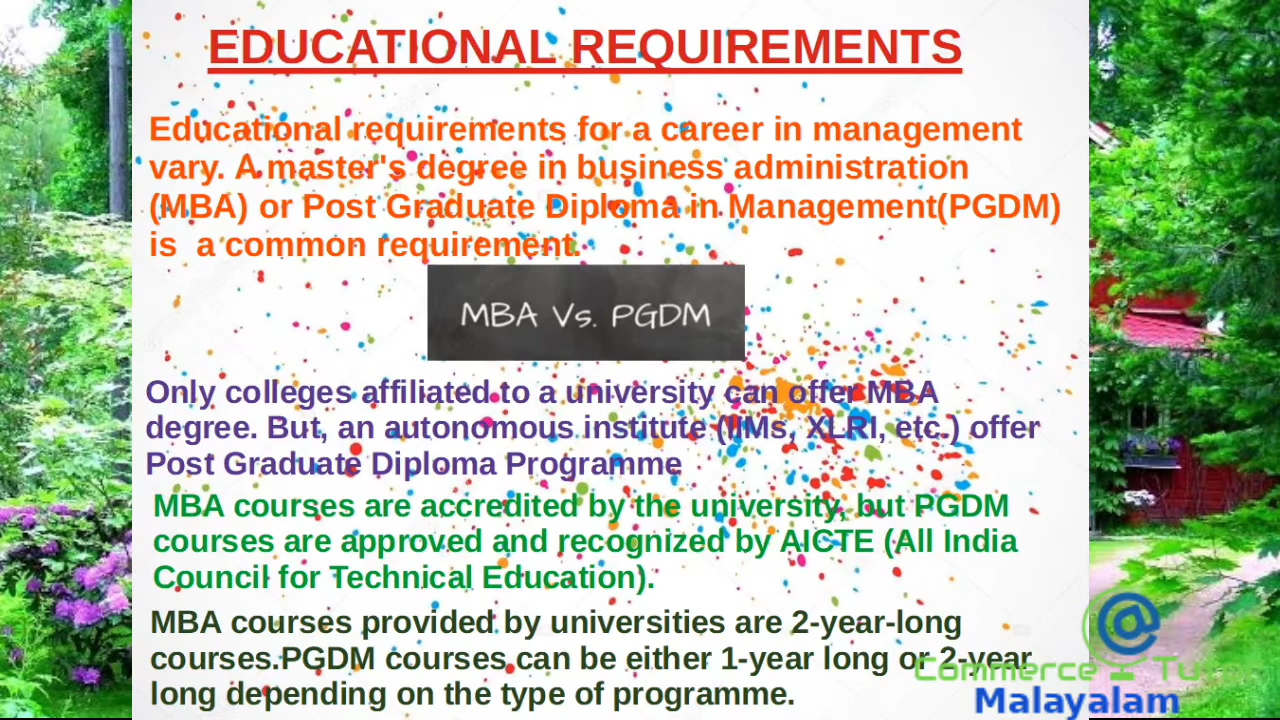 EDUCATIONAL REQUIREMENTS
Educational requirements for a career in management
vary. A master's degree in business administration
(MBA) or Post Graduate Diploma in Management(PGDM)
is a common requirement.
MBA Vs. PGDM
Only colleges affiliated to a university can offer MBA
degree. But, an autonomous institute (IIMs, XLRI, etc.) offer
Post Graduate Diploma Programme
MBA courses are accredited by the university, but PGDM
courses are approved and recognized by AICTE (All India
Council for Technical Education).
MBA courses provided by universities are 2-year-long
courses.PGDM courses can be either 1-year long or 2-year
long depending on the type of programme.
Commerce
Malayalam